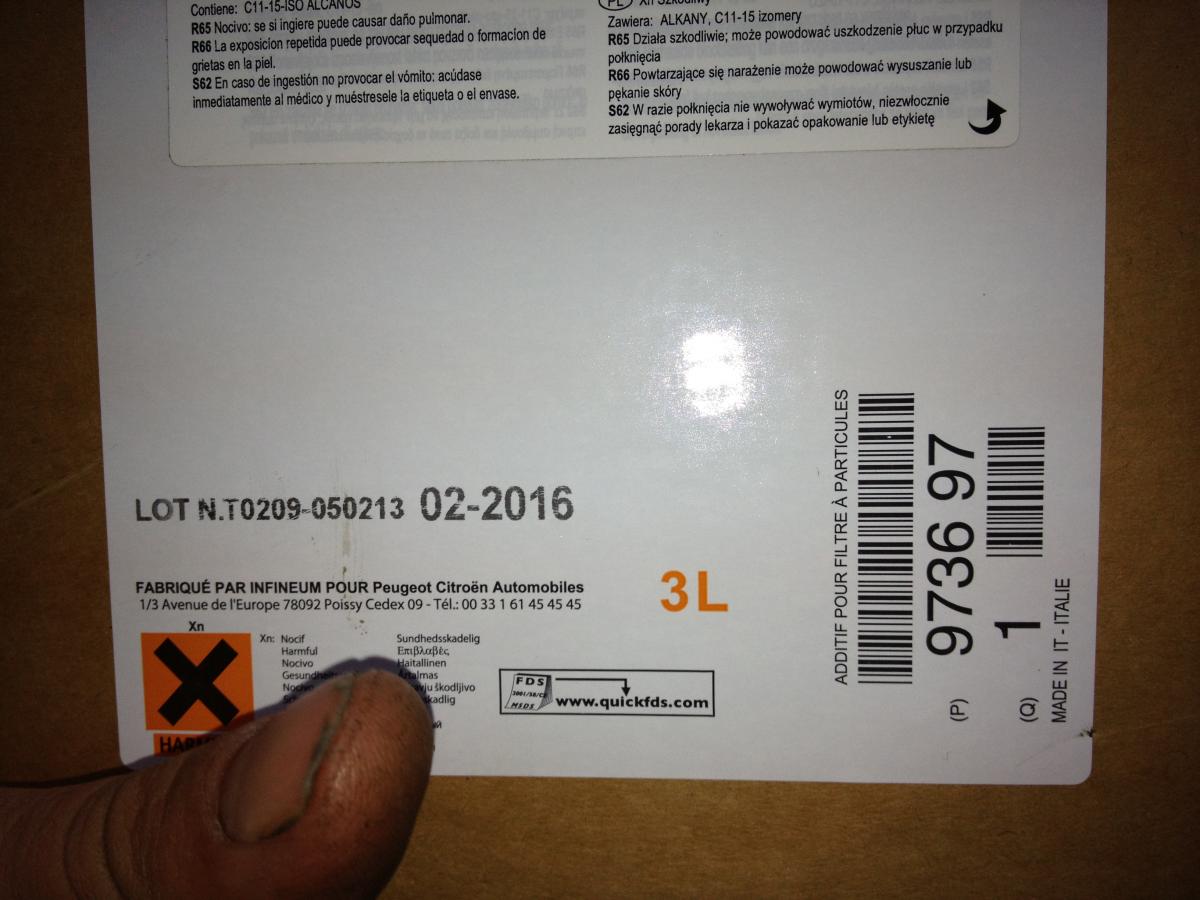 Contiene: C11-15-ISO ALCANOS
R65 Nocivo: se si ingiere puede causar daño pulmonar.
R66 La exposicion repetida puede provocar sequedad o formacion de
grietas en la piel.
S62 En caso de ingestión no provocar el vómito: acúdase
inmediatamente al médico y muéstresele la etiqueta o el envase.
PL Xn Szkodliwy
Zawiera: ALKANY, C11-15 izomery
R65 Działa szkodliwie; może powodować uszkodzenie płuc w przypadku
połknięcia
R66 Powtarzające się narażenie może powodować wysuszanie lub
pękanie skóry
S62 W razie połknięcia nie wywoływać wymiotów, niezwłocznie
zasięgnąć porady lekarza i pokazać opakowanie lub etykietę
LOT N.T0209-050213 02-2016
FABRIQUÉ PAR INFINEUM POUR Peugeot Citroën Automobiles
1/3 Avenue de l'Europe 78092 Poissy Cedex 09 - Tél.: 00 33 1 61 45 45 45
3L
Xn
Xn: Nocif
Harmful
Nocivo
Sundhedsskadelig
Επιβλαβές
Haitallinen
FDS
2001/58/CE
MSDS
www.quickfds.com
ADDITIF POUR FILTRE À PARTICULES
(P) 9736 97
(Q) 1
MADE IN IT - ITALIE